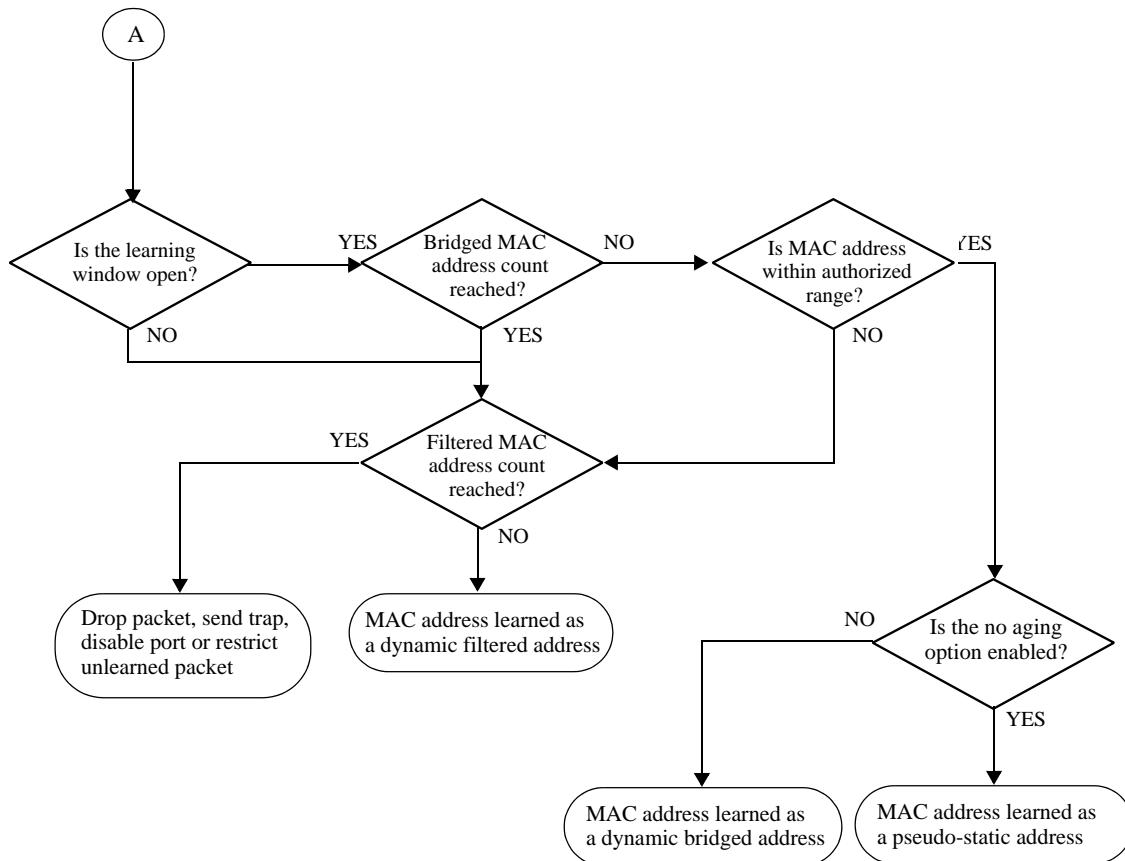 A
Is the learning
window open?
YES
Bridged MAC
address count
reached?
NO
Is MAC address
within authorized
range?
YES
NO
YES
NO
YES
Filtered MAC
address count
reached?
NO
Drop packet, send trap,
disable port or restrict
unlearned packet
MAC address learned as
a dynamic filtered address
NO
Is the no aging
option enabled?
YES
MAC address learned as
a dynamic bridged address
MAC address learned as
a pseudo-static address